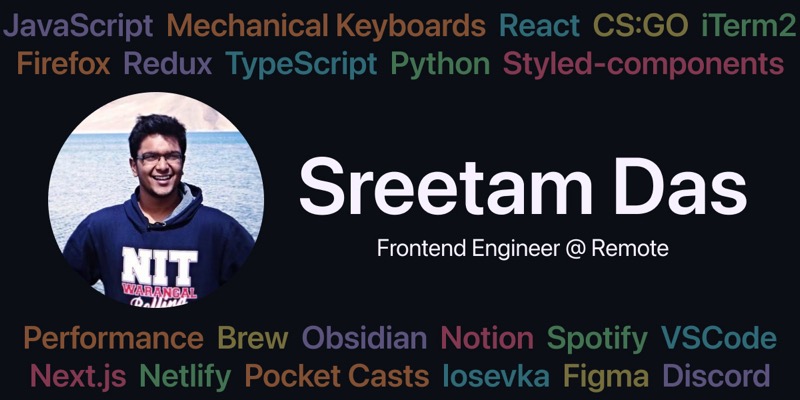 JavaScript Mechanical Keyboards React CS:GO iTerm2
Firefox Redux TypeScript Python Styled-components
Sreetam Das
Frontend Engineer @ Remote
NIT
WARANGAL
Rolling
Performance Brew Obsidian Notion Spotify VSCode
Next.js Netlify Pocket Casts Iosevka Figma Discord